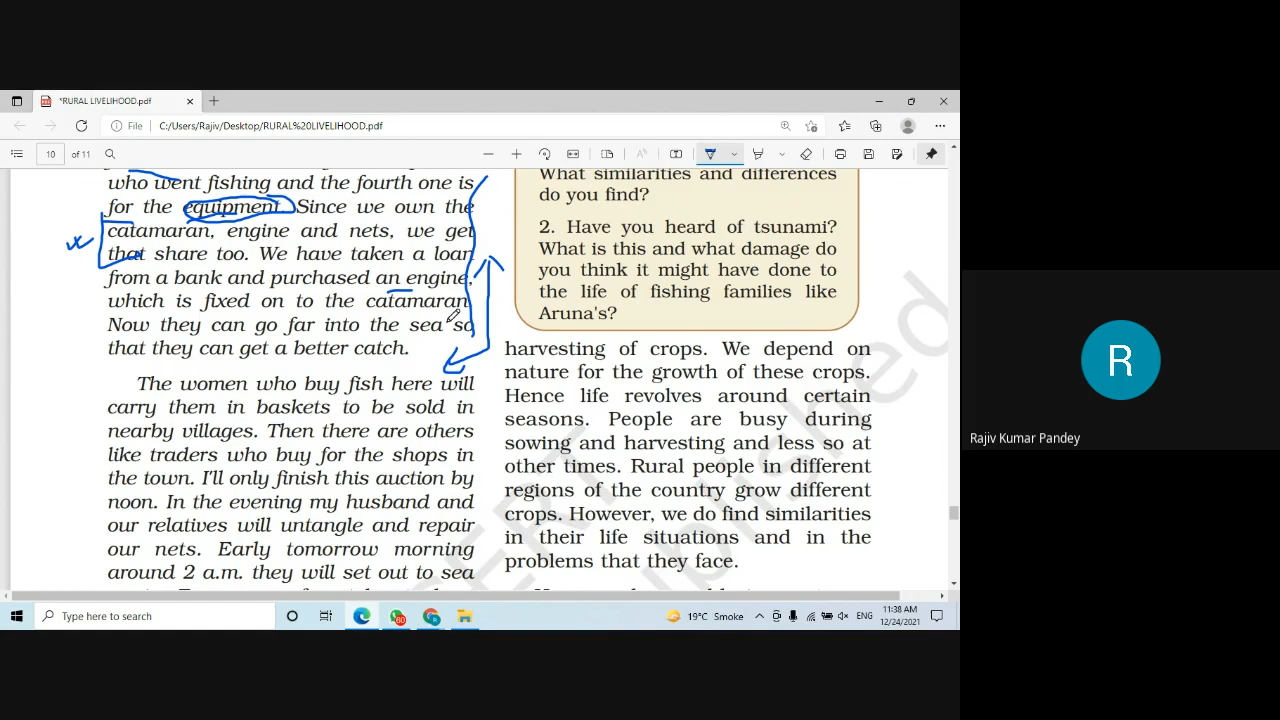 *RURAL LIVELIHOOD.pdf
File
C:/Users/Rajiv/Desktop/RURAL%20LIVELIHOOD.pdf
10 of 11
who went fishing and the fourth one is
for the equipment. Since we own the
catamaran, engine and nets, we get
that share too. We have taken a loan
from a bank and purchased an engine,
which is fixed on to the catamaran.
Now they can go far into the sea so
that they can get a better catch.
The women who buy fish here will
carry them in baskets to be sold in
nearby villages. Then there are others
like traders who buy for the shops in
the town. I'll only finish this auction by
noon. In the evening my husband and
our relatives will untangle and repair
our nets. Early tomorrow morning
around 2 a.m. they will set out to sea
What similarities and differences
do you find?
2. Have you heard of tsunami?
What is this and what damage do
you think it might have done to
the life of fishing families like
Aruna's?
harvesting of crops. We depend on
nature for the growth of these crops.
Hence life revolves around certain
seasons. People are busy during
sowing and harvesting and less so at
other times. Rural people in different
regions of the country grow different
crops. However, we do find similarities
in their life situations and in the
problems that they face.
R
Rajiv Kumar Pandey
Type here to search
60
19°C Smoke
ENG
11:38 AM
12/24/2021